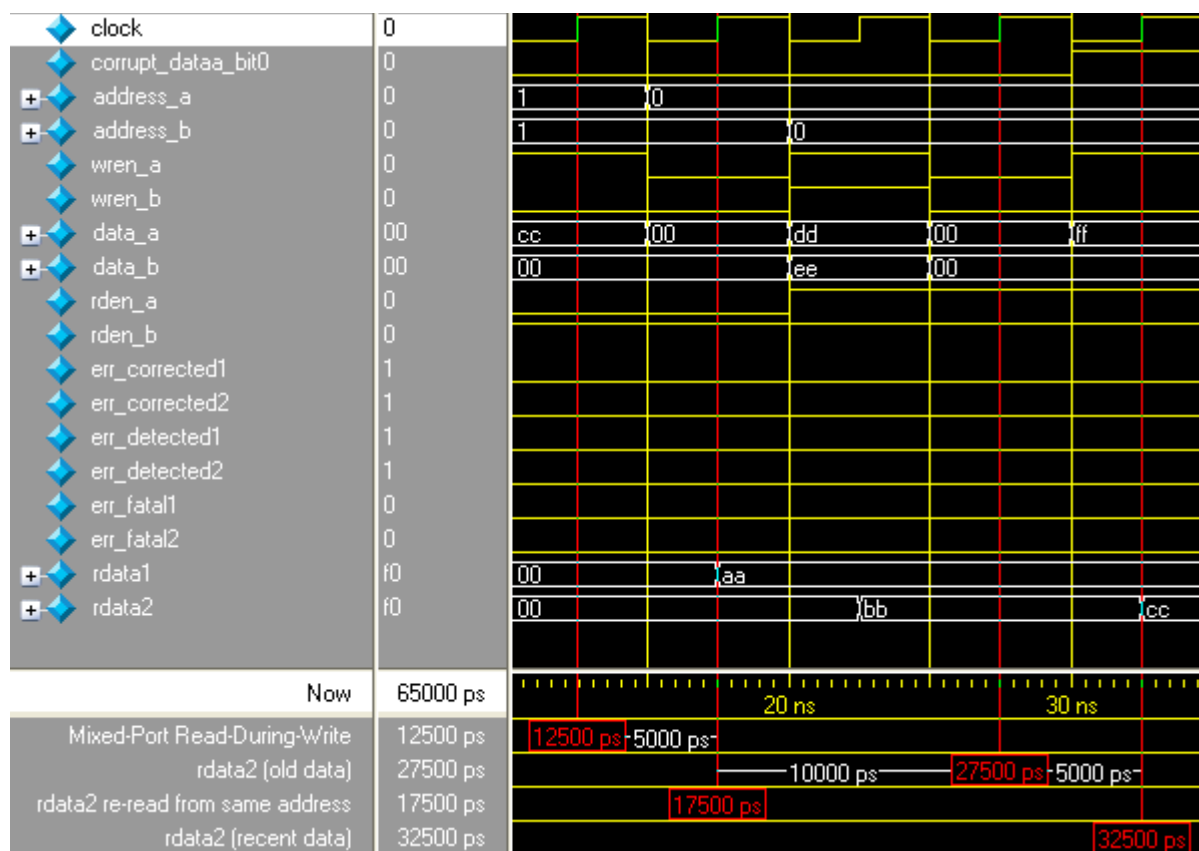 clock 0
corrupt_dataa_bit0 0
address_a 0 1 0
address_b 0 1 0
wren_a 0
wren_b 0
data_a 00 cc 00 dd 00 ff
data_b 00 00 ee 00
rden_a 0
rden_b 0
err_corrected1 1
err_corrected2 1
err_detected1 1
err_detected2 1
err_fatal1 0
err_fatal2 0
rdata1 f0 00 aa
rdata2 f0 00 bb cc
Now 65000 ps 20 ns 30 ns
Mixed-Port Read-During-Write 12500 ps 12500 ps 5000 ps
rdata2 (old data) 27500 ps 10000 ps 27500 ps 5000 ps
rdata2 re-read from same address 17500 ps 17500 ps
rdata2 (recent data) 32500 ps 32500 ps